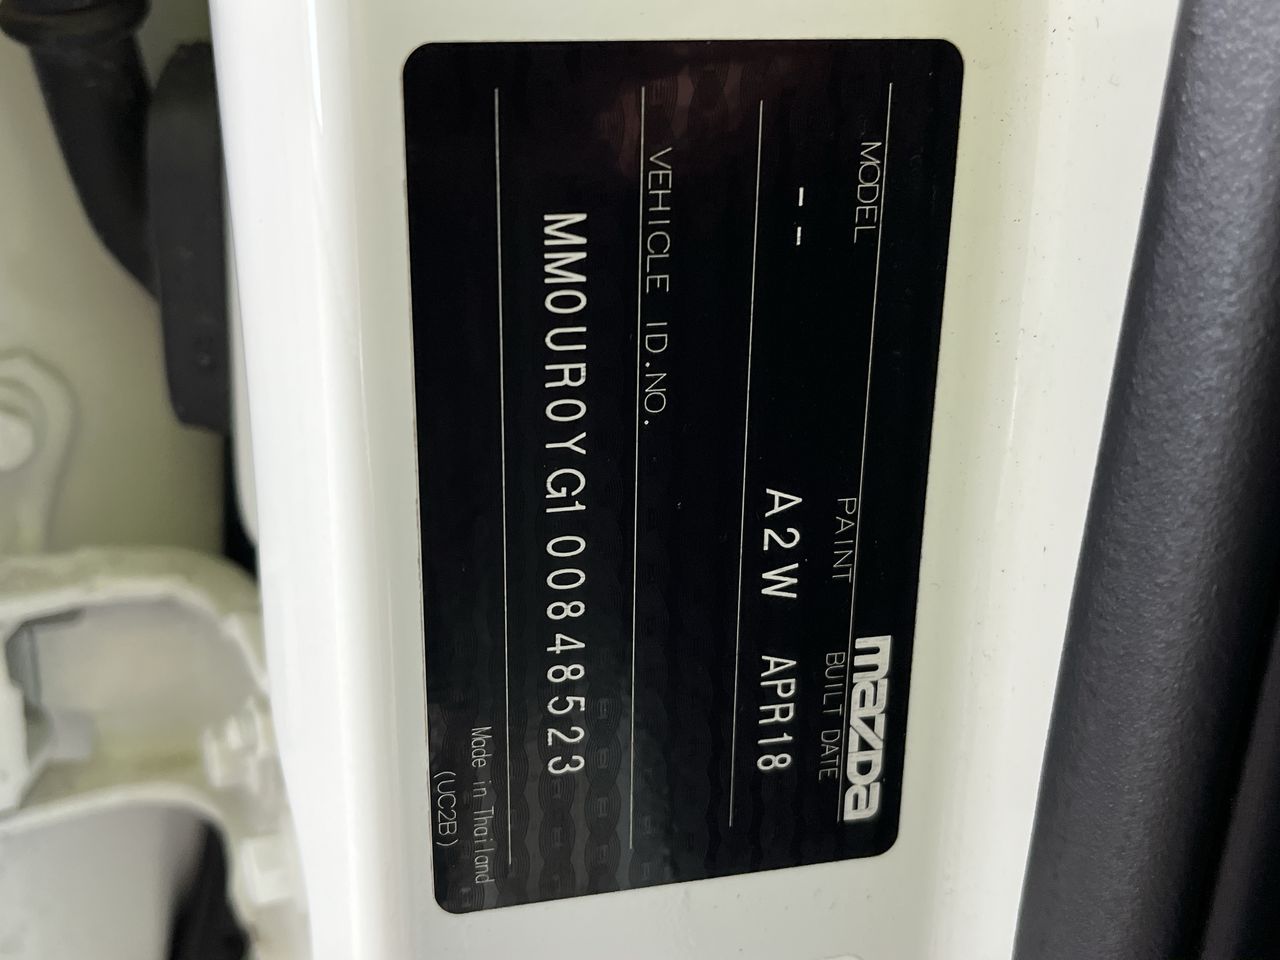 mazda
MODEL PAINT BUILT DATE
-- A2W APR18
VEHICLE ID.NO.
MM0UR0YG100848523
Made in Thailand
(UC2B)